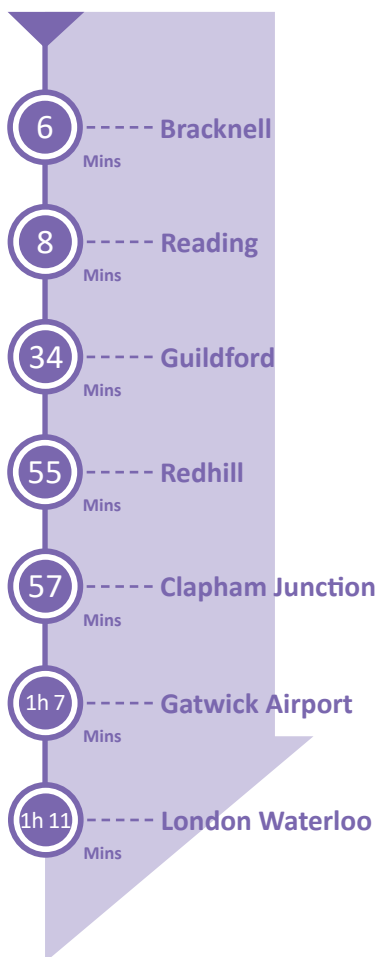 6
Bracknell
Mins
8
Reading
Mins
34
Guildford
Mins
55
Redhill
Mins
57
Clapham Junction
Mins
1h 7
Gatwick Airport
Mins
1h 11
London Waterloo
Mins